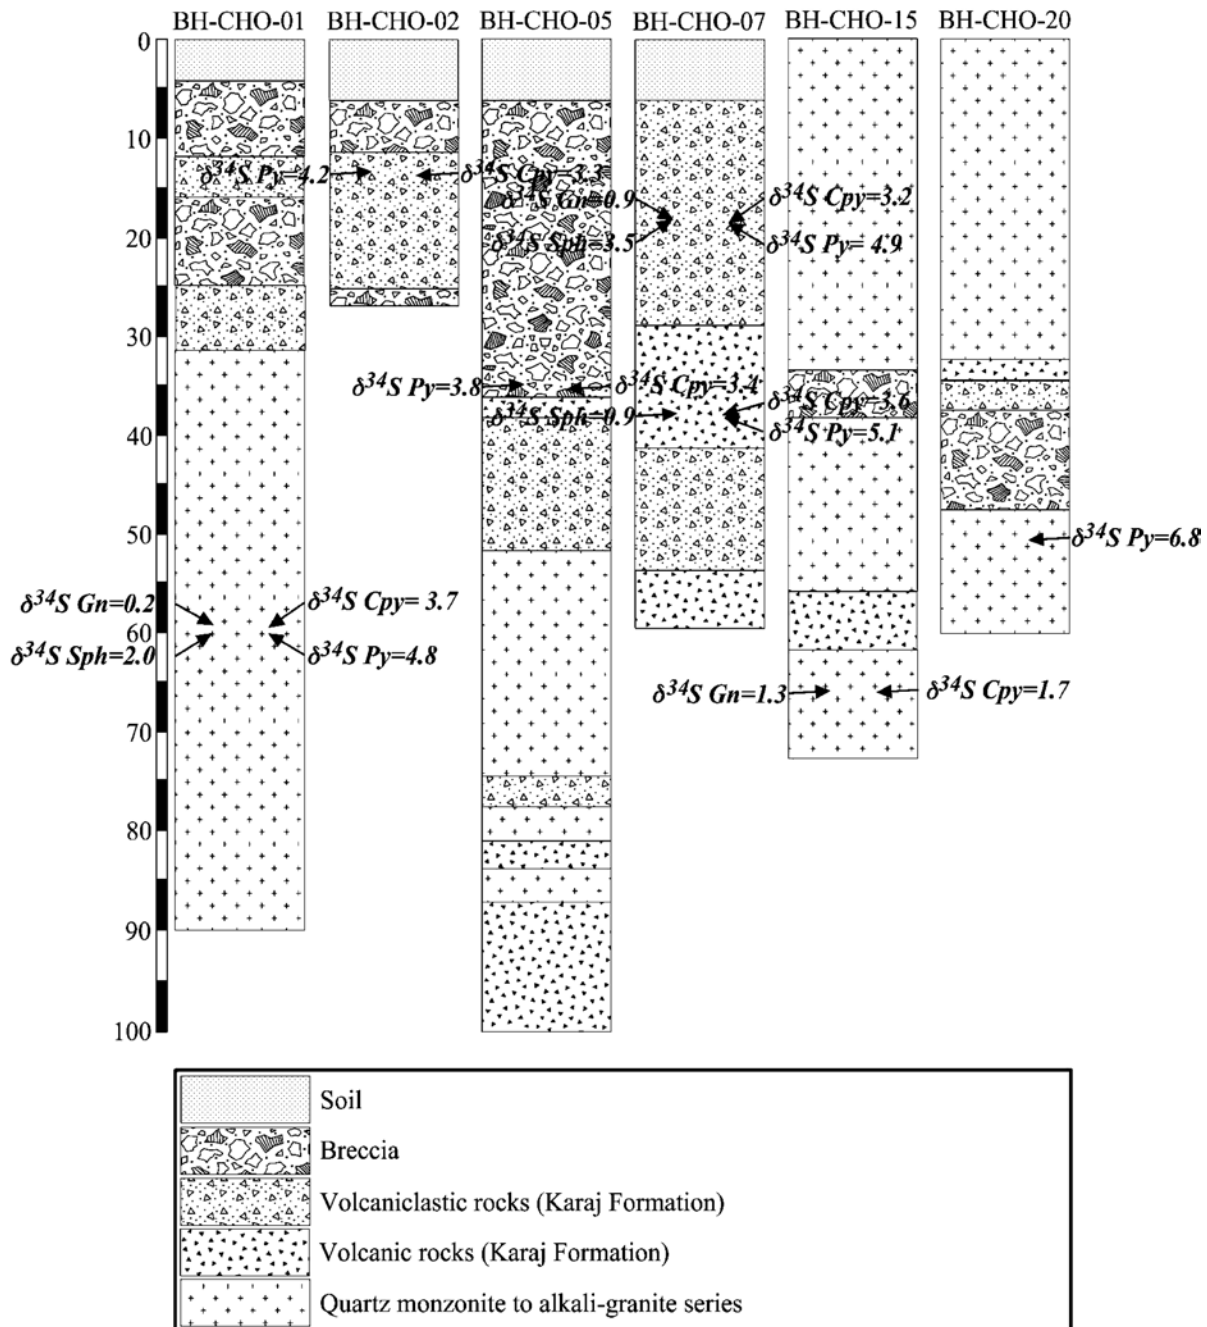 BH-CHO-01 BH-CHO-02 BH-CHO-05 BH-CHO-07 BH-CHO-15 BH-CHO-20
0
10
δ³⁴S Py=4.2 δ³⁴S Cpy=3.3
δ³⁴S Gn=0.9 δ³⁴S Cpy=3.2
20
δ³⁴S Sph=3.5 δ³⁴S Py= 4.9
30
δ³⁴S Py=3.8 δ³⁴S Cpy=3.4
δ³⁴S Cpy=3.6
δ³⁴S Sph=0.9
δ³⁴S Py=5.1
40
50
δ³⁴S Py=6.8
δ³⁴S Gn=0.2 δ³⁴S Cpy= 3.7
60
δ³⁴S Sph=2.0 δ³⁴S Py=4.8
δ³⁴S Gn=1.3 δ³⁴S Cpy=1.7
70
80
90
100
Soil
Breccia
Volcaniclastic rocks (Karaj Formation)
Volcanic rocks (Karaj Formation)
Quartz monzonite to alkali-granite series